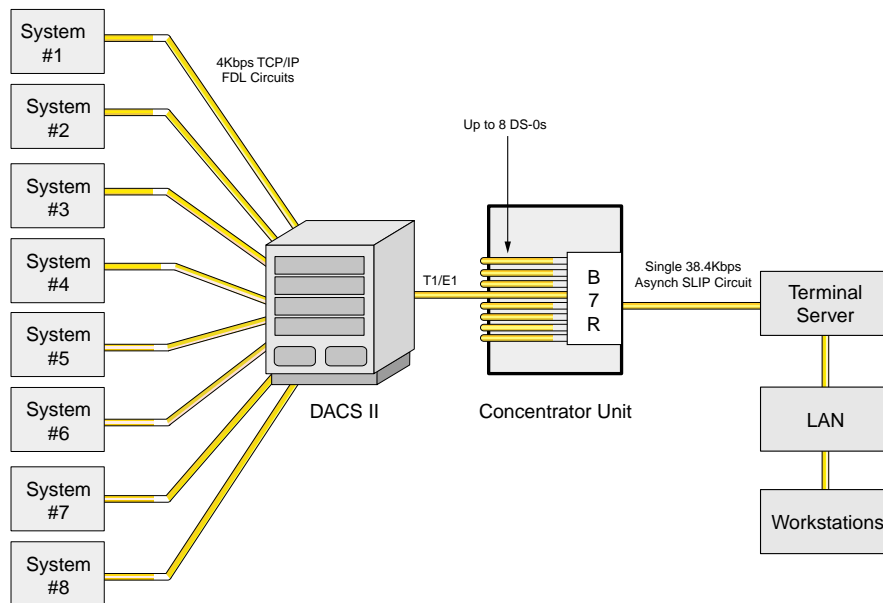 System
#1
System
#2
System
#3
System
#4
System
#5
System
#6
System
#7
System
#8
4Kbps TCP/IP
FDL Circuits
DACS II
T1/E1
Up to 8 DS-0s
B
7
R
Concentrator Unit
Single 38.4Kbps
Asynch SLIP Circuit
Terminal
Server
LAN
Workstations